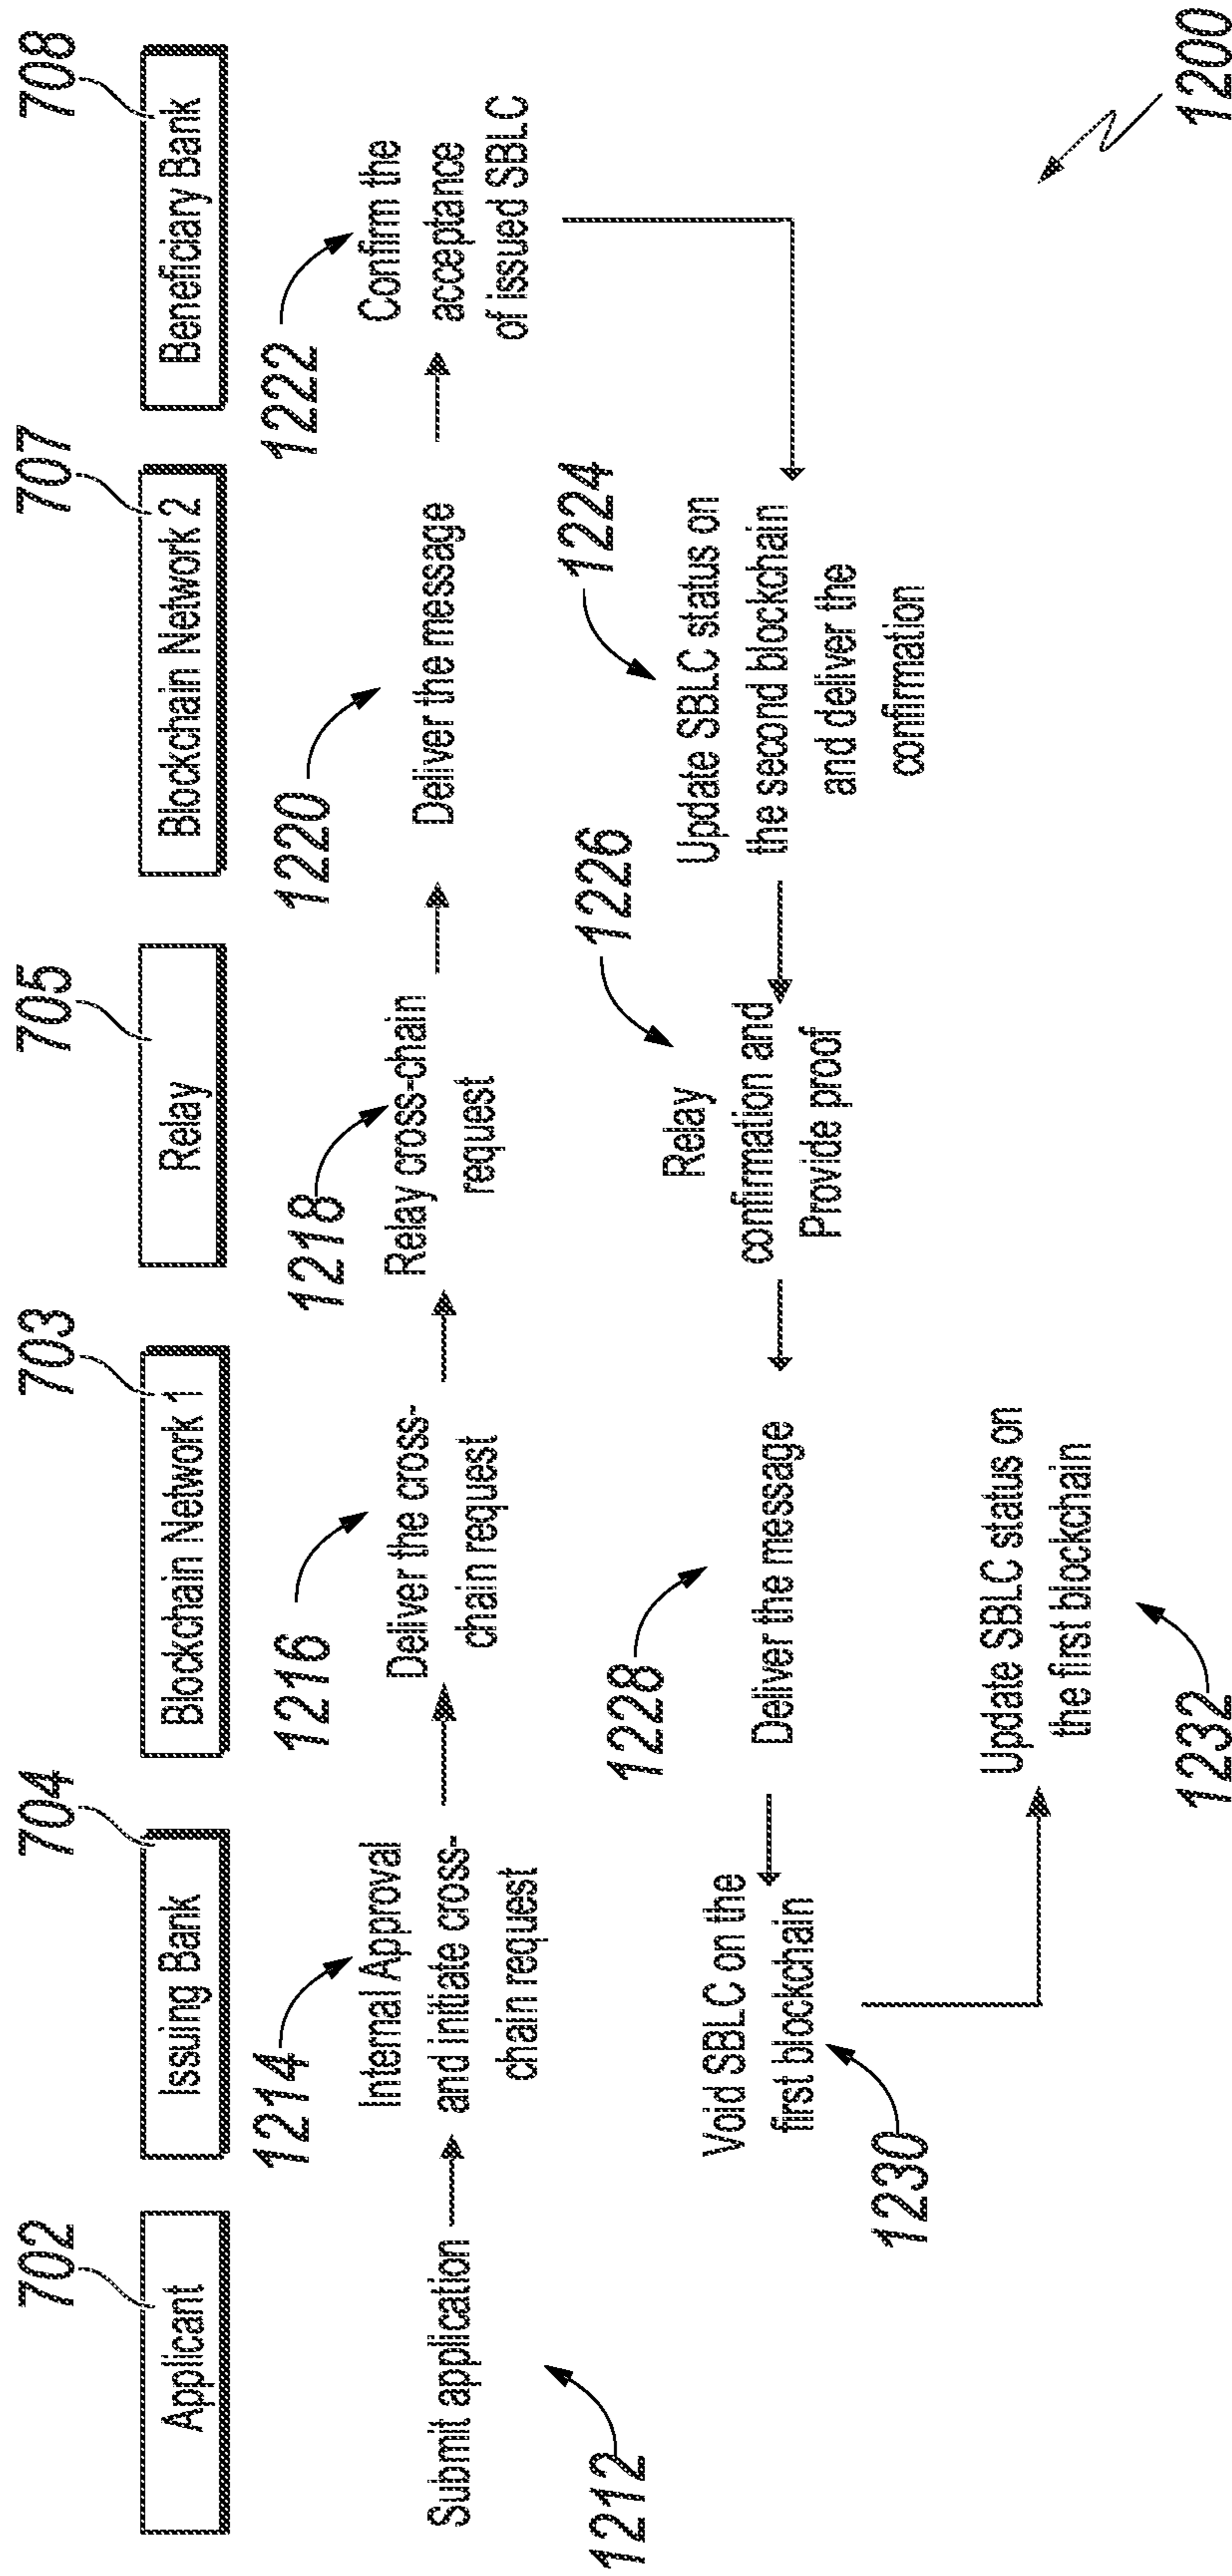 702
704
703
705
707
708
Applicant
Issuing Bank
Blockchain Network 1
Relay
Blockchain Network 2
Beneficiary Bank
1212
Submit application
1214
Internal Approval
and initiate cross-
chain request
1216
Deliver the cross-
chain request
1218
Relay cross-chain
request
1220
Deliver the message
1222
Confirm the
acceptance
of issued SBLC
1224
Update SBLC status on
the second blockchain
and deliver the
confirmation
1226
Relay
confirmation and
Provide proof
1228
Deliver the message
1230
Void SBLC on the
first blockchain
1232
Update SBLC status on
the first blockchain
1200